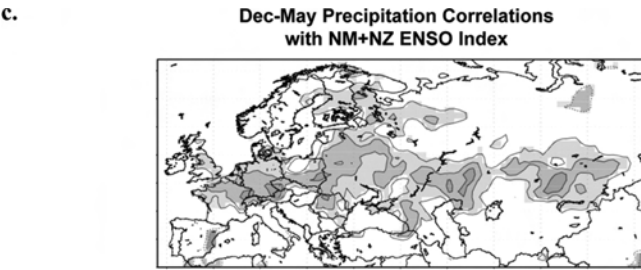 c.
Dec-May Precipitation Correlations
with NM+NZ ENSO Index